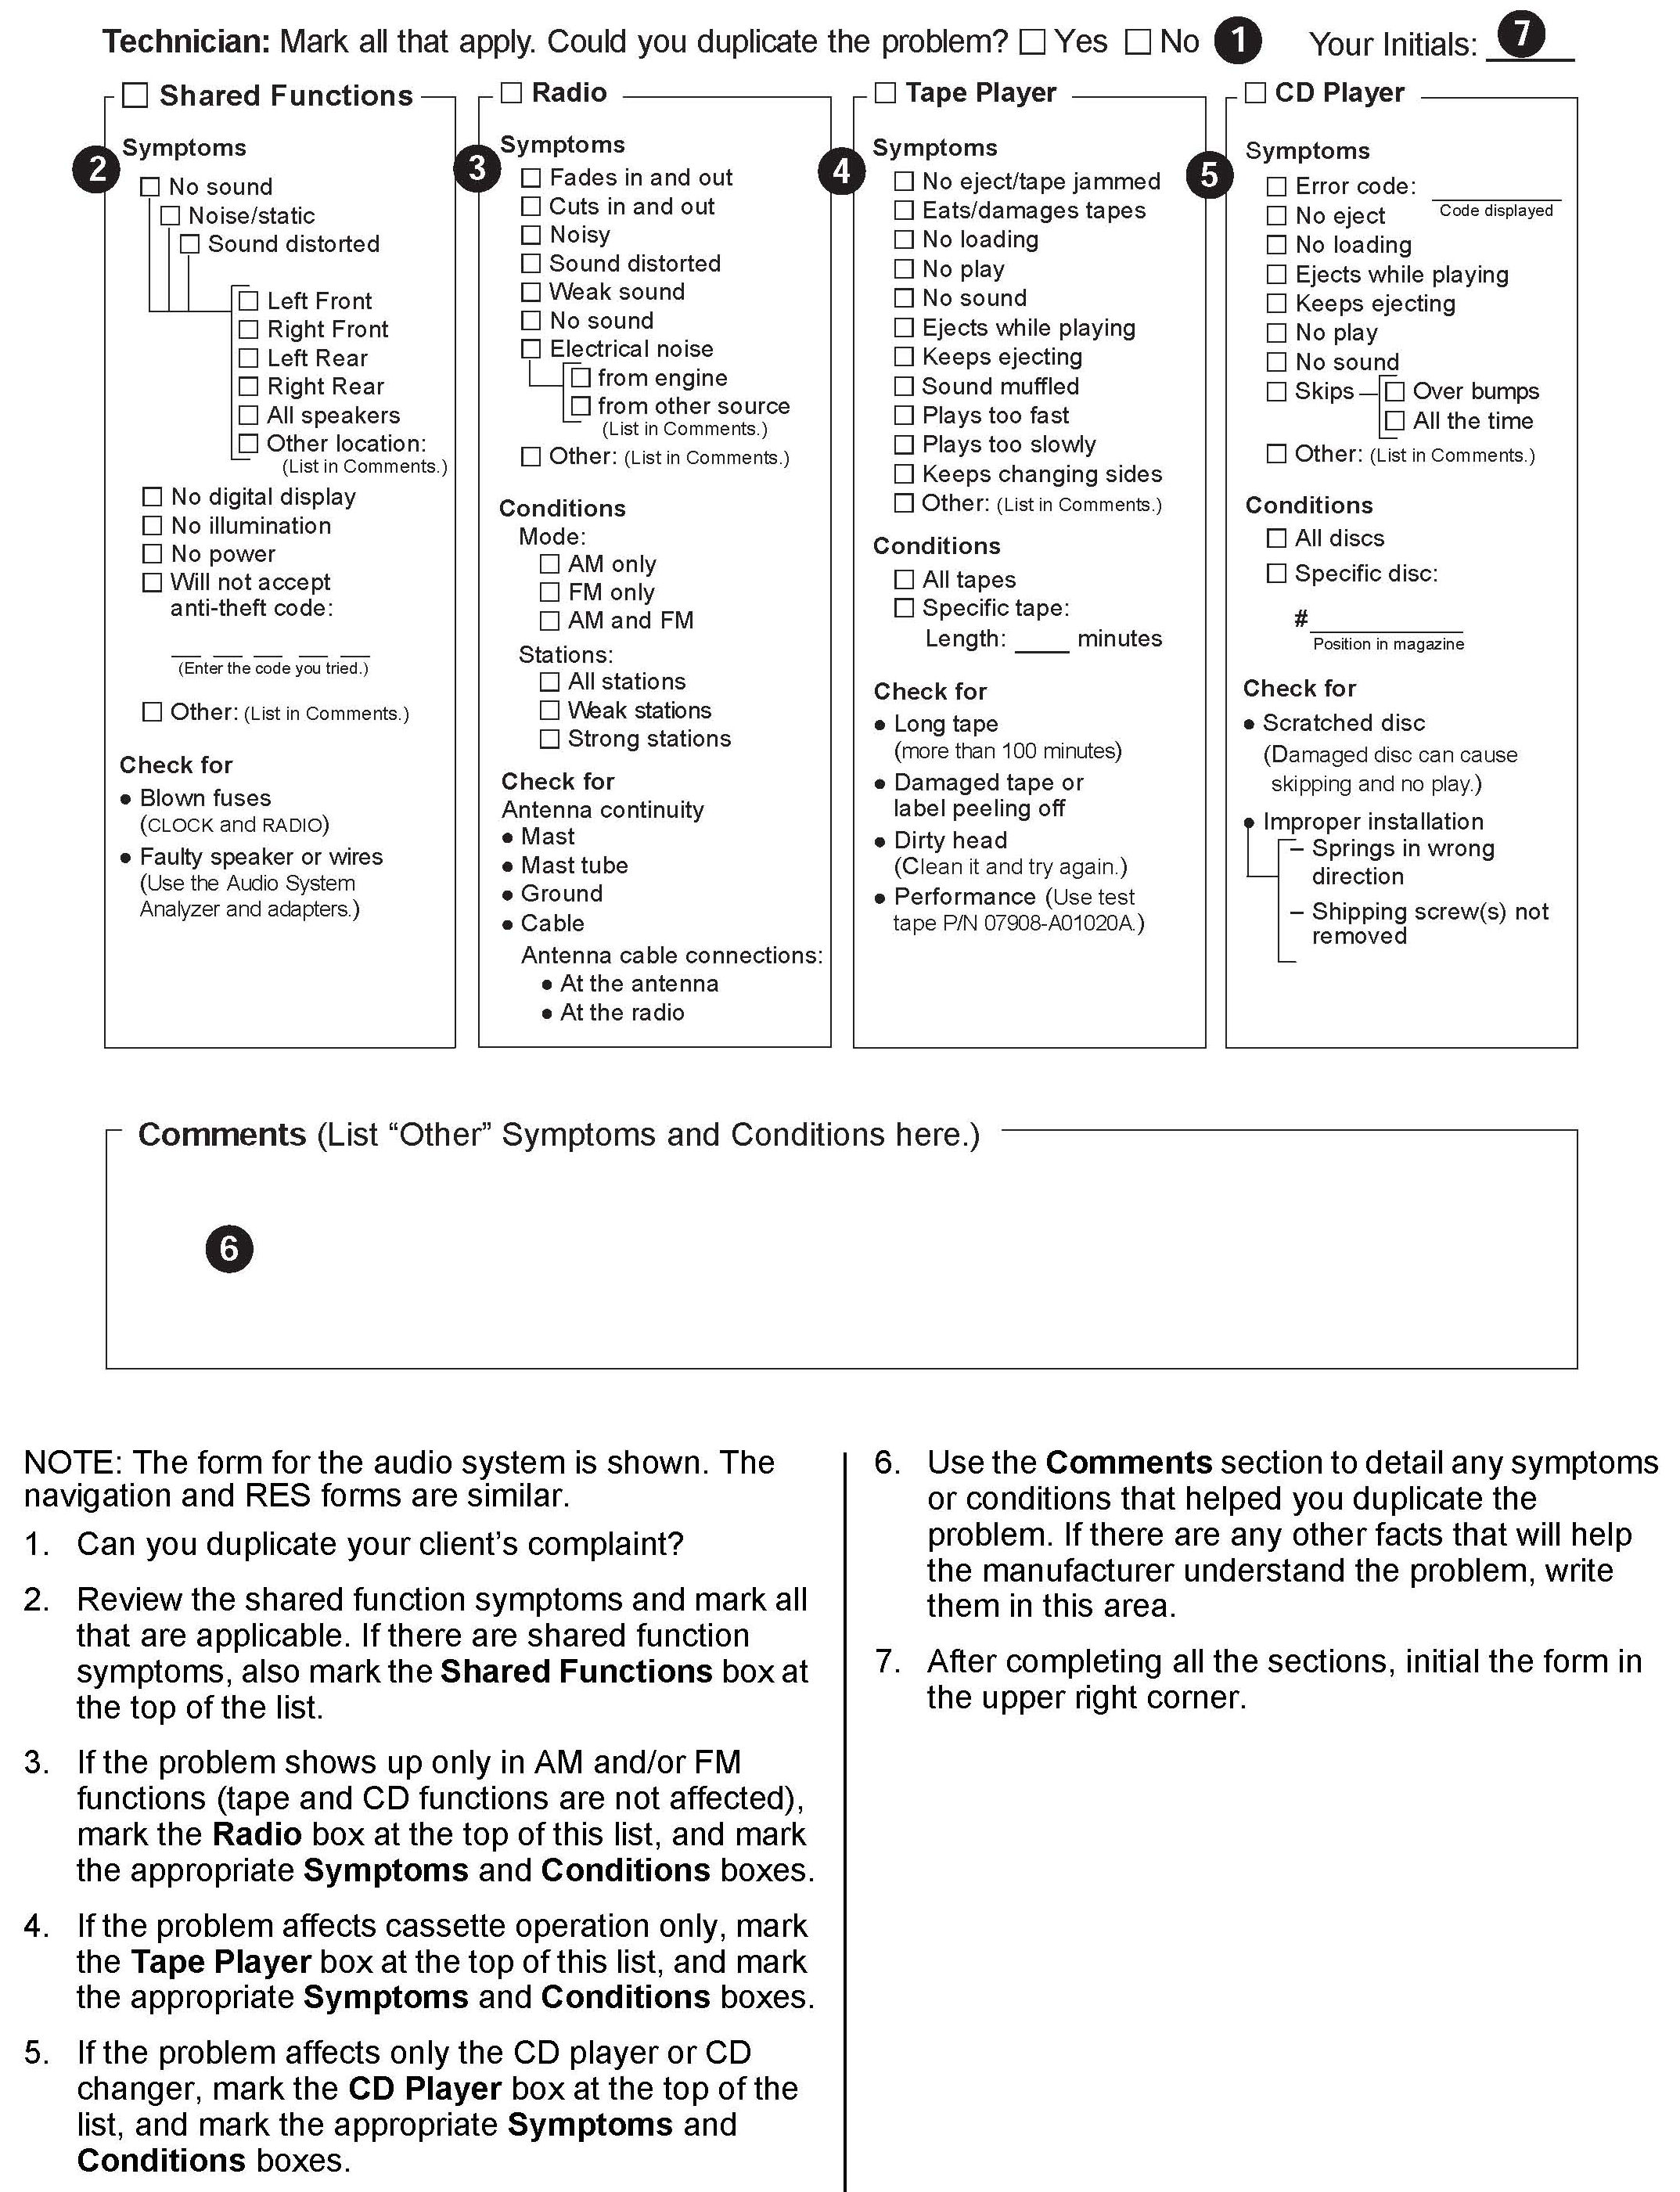 Technician: Mark all that apply. Could you duplicate the problem? □ Yes □ No 1 Your Initials: 7
□ Shared Functions
2
Symptoms
□ No sound
□ Noise/static
□ Sound distorted
□ Left Front
□ Right Front
□ Left Rear
□ Right Rear
□ All speakers
□ Other location:
(List in Comments.)
□ No digital display
□ No illumination
□ No power
□ Will not accept
anti-theft code:
__ __ __ __ __
(Enter the code you tried.)
□ Other: (List in Comments.)
Check for
● Blown fuses
(CLOCK and RADIO)
● Faulty speaker or wires
(Use the Audio System
Analyzer and adapters.)
□ Radio
3
Symptoms
□ Fades in and out
□ Cuts in and out
□ Noisy
□ Sound distorted
□ Weak sound
□ No sound
□ Electrical noise
□ from engine
□ from other source
(List in Comments.)
□ Other: (List in Comments.)
Conditions
Mode:
□ AM only
□ FM only
□ AM and FM
Stations:
□ All stations
□ Weak stations
□ Strong stations
Check for
Antenna continuity
● Mast
● Mast tube
● Ground
● Cable
Antenna cable connections:
● At the antenna
● At the radio
□ Tape Player
4
Symptoms
□ No eject/tape jammed
□ Eats/damages tapes
□ No loading
□ No play
□ No sound
□ Ejects while playing
□ Keeps ejecting
□ Sound muffled
□ Plays too fast
□ Plays too slowly
□ Keeps changing sides
□ Other: (List in Comments.)
Conditions
□ All tapes
□ Specific tape:
Length: ____ minutes
Check for
● Long tape
(more than 100 minutes)
● Damaged tape or
label peeling off
● Dirty head
(Clean it and try again.)
● Performance (Use test
tape P/N 07908-A01020A.)
□ CD Player
5
Symptoms
□ Error code: ________
Code displayed
□ No eject
□ No loading
□ Ejects while playing
□ Keeps ejecting
□ No play
□ No sound
□ Skips □ Over bumps
□ All the time
□ Other: (List in Comments.)
Conditions
□ All discs
□ Specific disc:
#________
Position in magazine
Check for
● Scratched disc
(Damaged disc can cause
skipping and no play.)
● Improper installation
– Springs in wrong
direction
– Shipping screw(s) not
removed
Comments (List “Other” Symptoms and Conditions here.)
6
NOTE: The form for the audio system is shown. The
navigation and RES forms are similar.
1. Can you duplicate your client’s complaint?
2. Review the shared function symptoms and mark all
that are applicable. If there are shared function
symptoms, also mark the Shared Functions box at
the top of the list.
3. If the problem shows up only in AM and/or FM
functions (tape and CD functions are not affected),
mark the Radio box at the top of this list, and mark
the appropriate Symptoms and Conditions boxes.
4. If the problem affects cassette operation only, mark
the Tape Player box at the top of this list, and mark
the appropriate Symptoms and Conditions boxes.
5. If the problem affects only the CD player or CD
changer, mark the CD Player box at the top of the
list, and mark the appropriate Symptoms and
Conditions boxes.
6. Use the Comments section to detail any symptoms
or conditions that helped you duplicate the
problem. If there are any other facts that will help
the manufacturer understand the problem, write
them in this area.
7. After completing all the sections, initial the form in
the upper right corner.